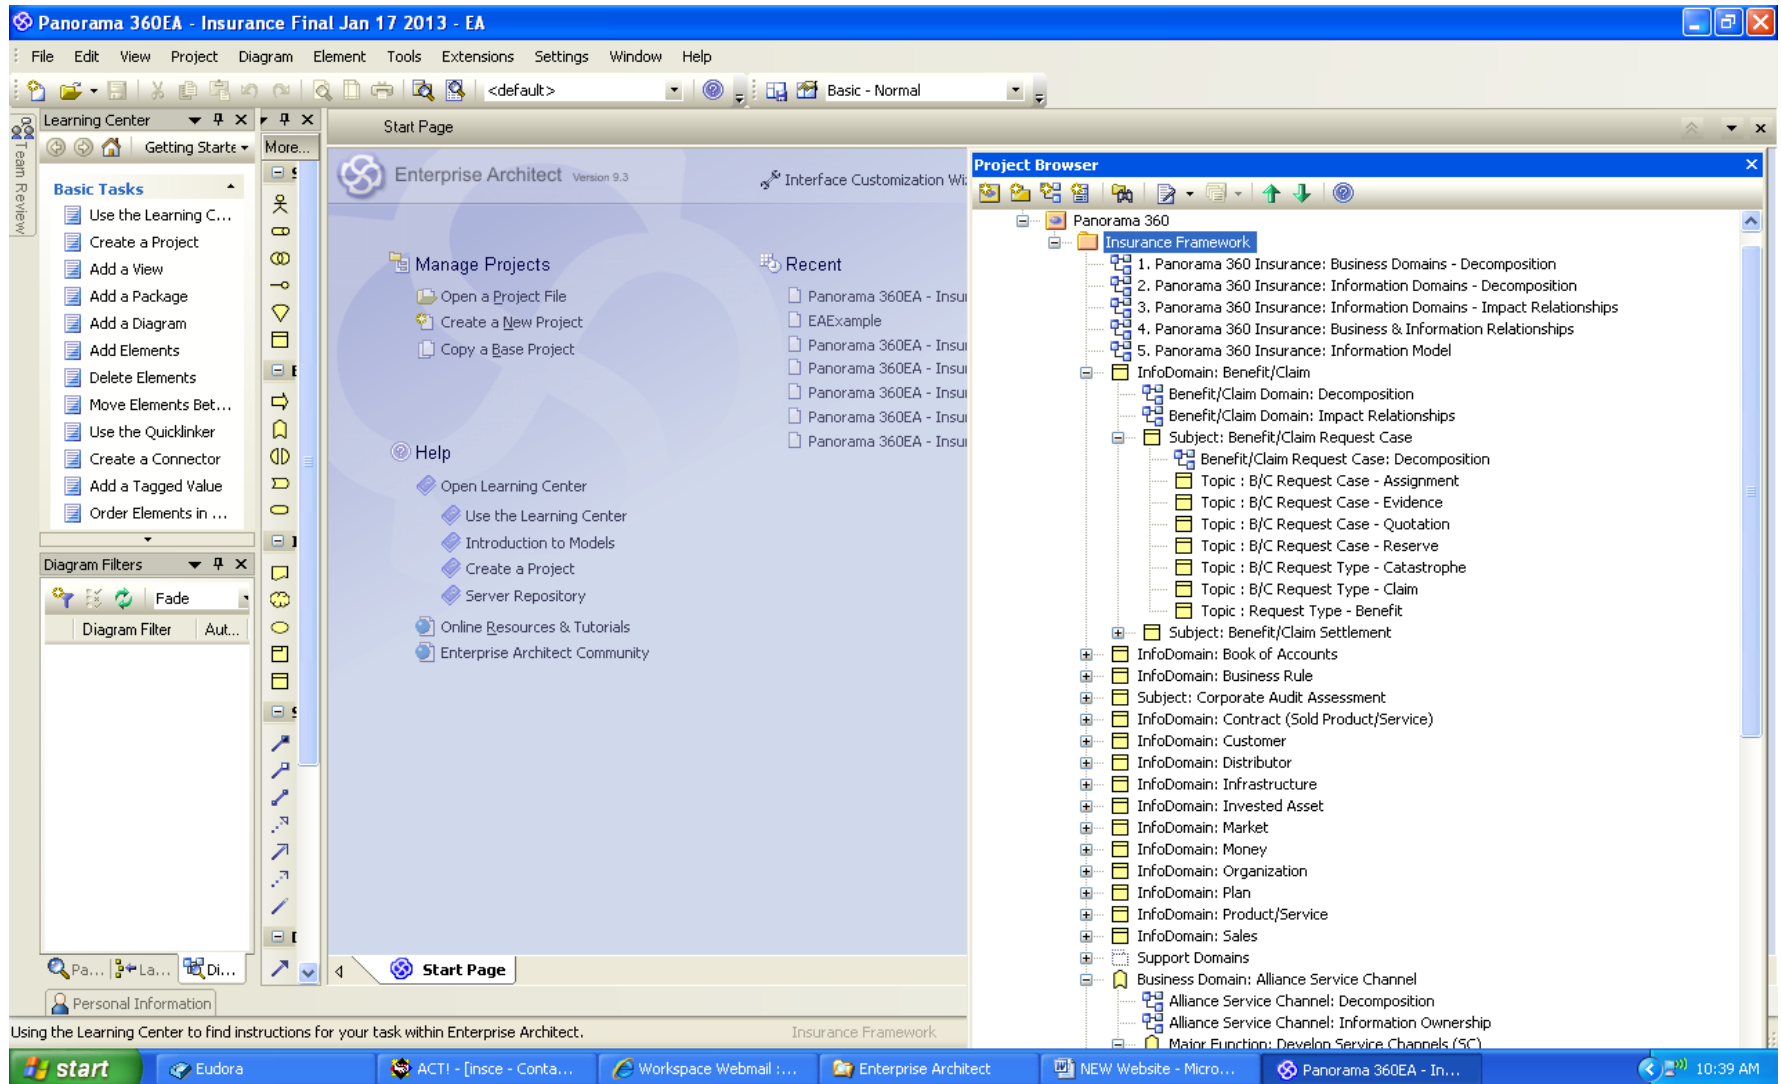 Panorama 360EA - Insurance Final Jan 17 2013 - EA
File Edit View Project Diagram Element Tools Extensions Settings Window Help
<default>
Basic - Normal
Team Review
Learning Center
Getting Starte
More...
Basic Tasks
Use the Learning C...
Create a Project
Add a View
Add a Package
Add a Diagram
Add Elements
Delete Elements
Move Elements Bet...
Use the Quicklinker
Create a Connector
Add a Tagged Value
Order Elements in ...
Diagram Filters
Fade
Diagram Filter Aut...
Pa... La... Di...
Personal Information
Start Page
Enterprise Architect Version 9.3
Interface Customization Wi
Manage Projects
Open a Project File
Create a New Project
Copy a Base Project
Recent
Panorama 360EA - Insu
EAExample
Panorama 360EA - Insu
Panorama 360EA - Insu
Panorama 360EA - Insu
Panorama 360EA - Insu
Panorama 360EA - Insu
Help
Open Learning Center
Use the Learning Center
Introduction to Models
Create a Project
Server Repository
Online Resources & Tutorials
Enterprise Architect Community
Start Page
Project Browser
Panorama 360
Insurance Framework
1. Panorama 360 Insurance: Business Domains - Decomposition
2. Panorama 360 Insurance: Information Domains - Decomposition
3. Panorama 360 Insurance: Information Domains - Impact Relationships
4. Panorama 360 Insurance: Business & Information Relationships
5. Panorama 360 Insurance: Information Model
InfoDomain: Benefit/Claim
Benefit/Claim Domain: Decomposition
Benefit/Claim Domain: Impact Relationships
Subject: Benefit/Claim Request Case
Benefit/Claim Request Case: Decomposition
Topic : B/C Request Case - Assignment
Topic : B/C Request Case - Evidence
Topic : B/C Request Case - Quotation
Topic : B/C Request Case - Reserve
Topic : B/C Request Type - Catastrophe
Topic : B/C Request Type - Claim
Topic : Request Type - Benefit
Subject: Benefit/Claim Settlement
InfoDomain: Book of Accounts
InfoDomain: Business Rule
Subject: Corporate Audit Assessment
InfoDomain: Contract (Sold Product/Service)
InfoDomain: Customer
InfoDomain: Distributor
InfoDomain: Infrastructure
InfoDomain: Invested Asset
InfoDomain: Market
InfoDomain: Money
InfoDomain: Organization
InfoDomain: Plan
InfoDomain: Product/Service
InfoDomain: Sales
Support Domains
Business Domain: Alliance Service Channel
Alliance Service Channel: Decomposition
Alliance Service Channel: Information Ownership
Major Function: Develop Service Channels (SC)
Using the Learning Center to find instructions for your task within Enterprise Architect.
Insurance Framework
start
Eudora
ACT! - [insce - Conta...
Workspace Webmail :...
Enterprise Architect
NEW Website - Micro...
Panorama 360EA - In...
10:39 AM